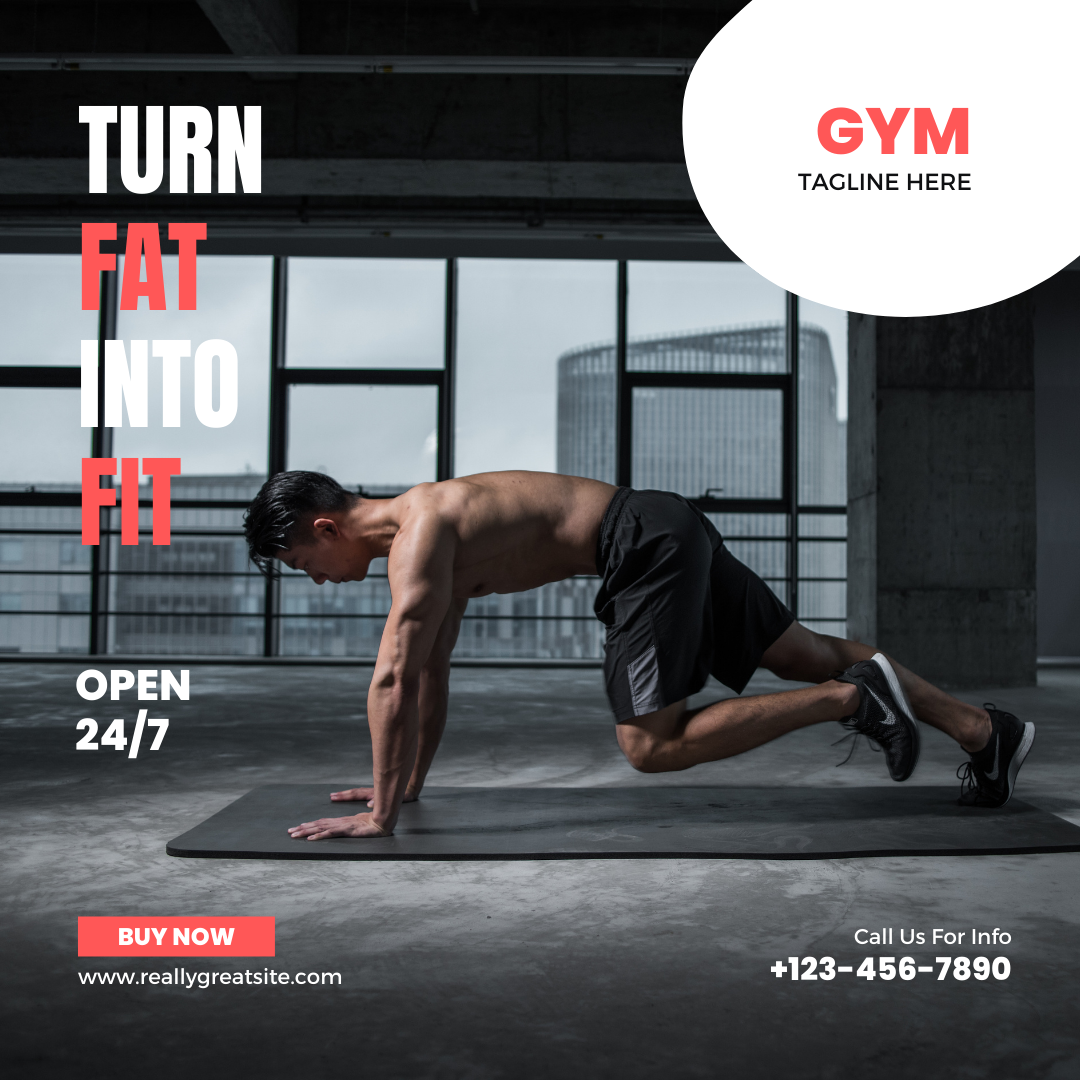 TURN
FAT
INTO
FIT
GYM
TAGLINE HERE
OPEN
24/7
BUY NOW
www.reallygreatsite.com
Call Us For Info
+123-456-7890